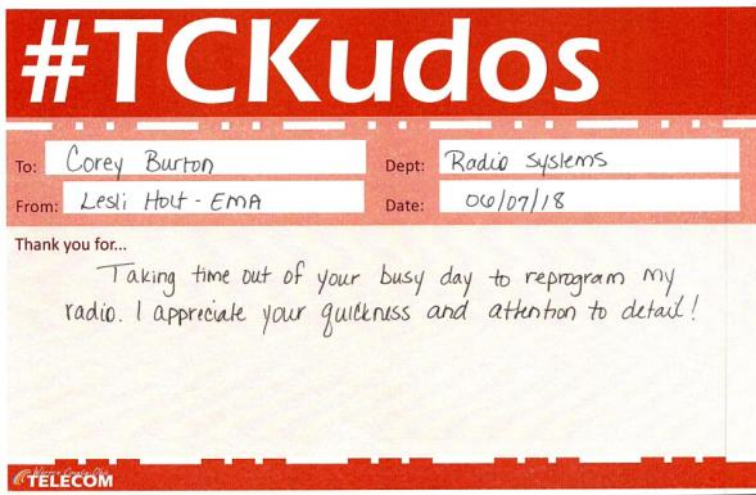 #TCKudos
To: Corey Burton Dept: Radio Systems
From: Lesli Holt - EMA Date: 06/07/18
Thank you for...
Taking time out of your busy day to reprogram my
radio. I appreciate your quickness and attention to detail!
TELECOM